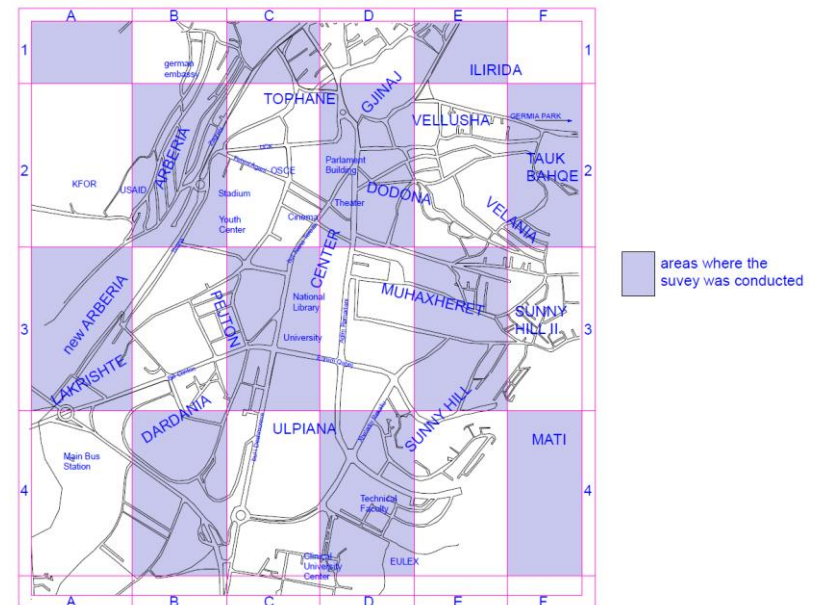 A B C D E F
1 1
german
embassi
ILIRIDA
TOPHANE
GJINAJ
VELLUSHA
GERMIA PARK
ARBERIA
2 2
KFOR
USAID
OSCE
Parlament
Building
TAUK
BAHQE
Stadium
DODONA
Theater
VELANIA
Youth
Center
Cinema
CENTER
areas where the
suvey was conducted
new ARBERIA
PEJTON
National
Library
MUHAXHERET
SUNNY
HILL II
3 3
University
LAKRISHTE
DARDANIA
ULPIANA
SUNNY HILL
MATI
Main Bus
Station
4 4
Technical
Faculty
Clinical
University
Center
EULEX
A B C D E F